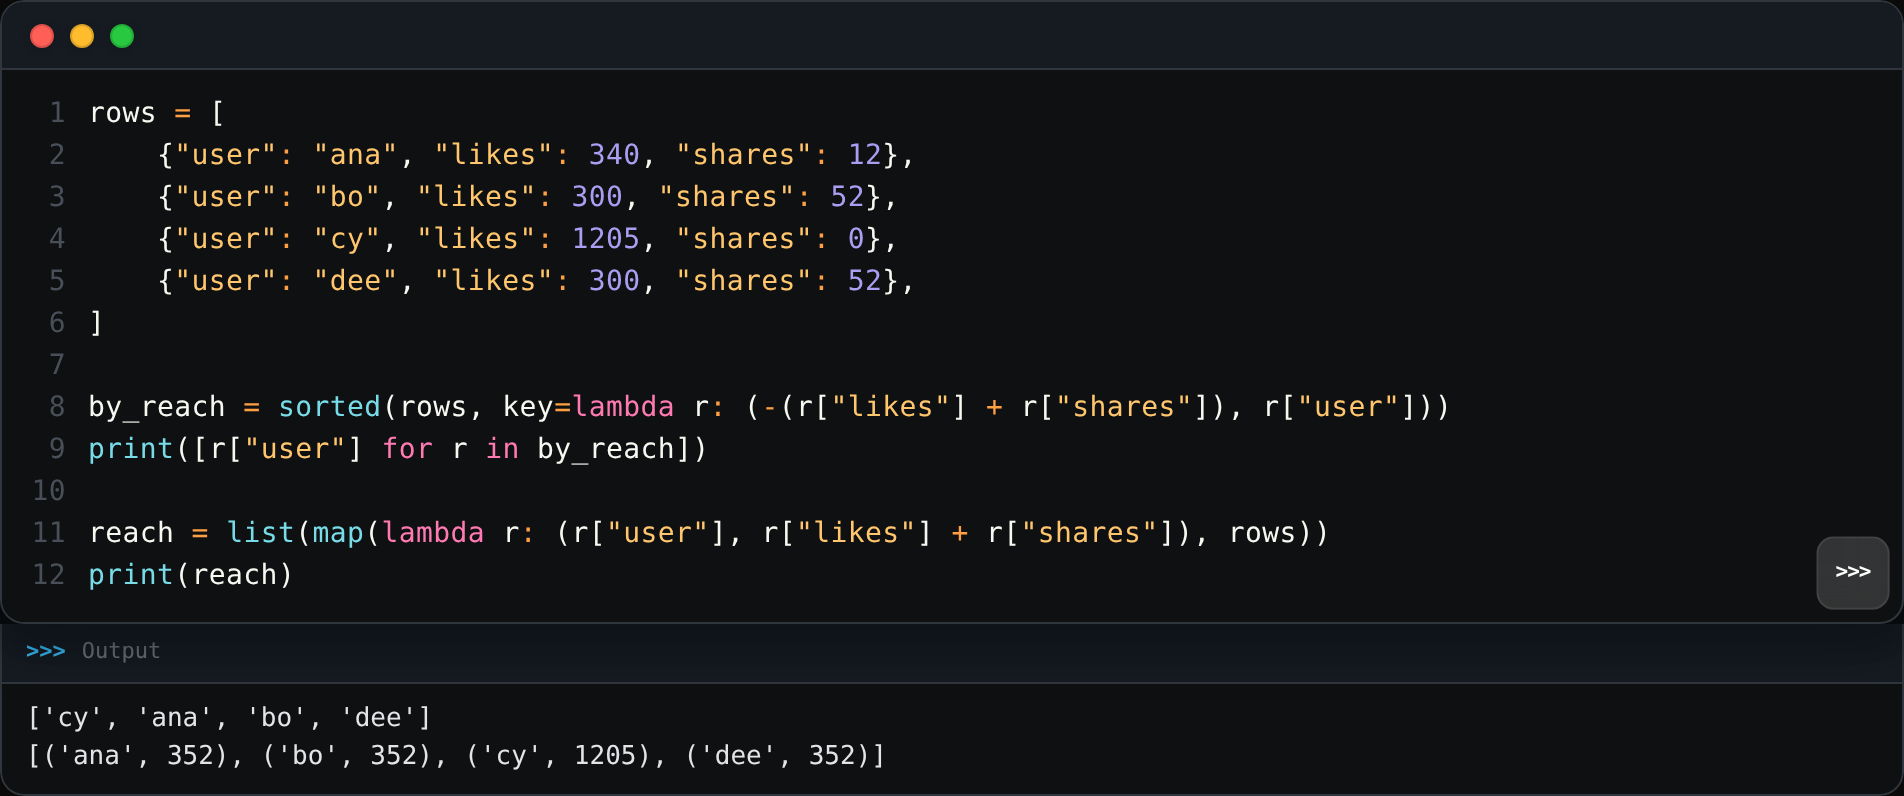 1 rows = [
2     {"user": "ana", "likes": 340, "shares": 12},
3     {"user": "bo", "likes": 300, "shares": 52},
4     {"user": "cy", "likes": 1205, "shares": 0},
5     {"user": "dee", "likes": 300, "shares": 52},
6 ]
7
8 by_reach = sorted(rows, key=lambda r: (-(r["likes"] + r["shares"]), r["user"]))
9 print([r["user"] for r in by_reach])
10
11 reach = list(map(lambda r: (r["user"], r["likes"] + r["shares"]), rows))
12 print(reach)
>>>
>>> Output
['cy', 'ana', 'bo', 'dee']
[('ana', 352), ('bo', 352), ('cy', 1205), ('dee', 352)]